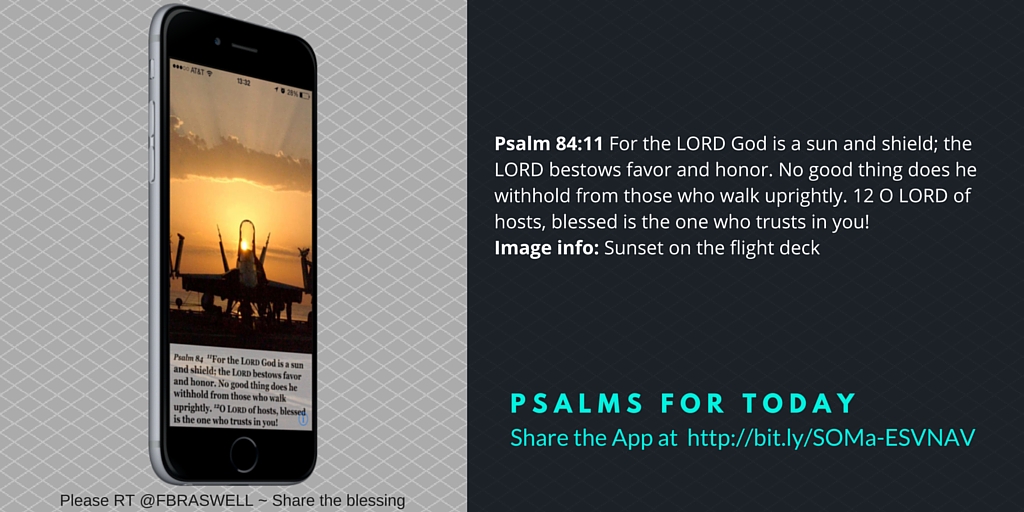 AT&T 13:32 28%
Psalm 84 ¹¹For the LORD God is a sun
and shield; the LORD bestows favor
and honor. No good thing does he
withhold from those who walk
uprightly. ¹²O LORD of hosts, blessed
is the one who trusts in you!
Please RT @FBRASWELL ~ Share the blessing
Psalm 84:11 For the LORD God is a sun and shield; the
LORD bestows favor and honor. No good thing does he
withhold from those who walk uprightly. 12 O LORD of
hosts, blessed is the one who trusts in you!
Image info: Sunset on the flight deck
PSALMS FOR TODAY
Share the App at http://bit.ly/SOMa-ESVNAV